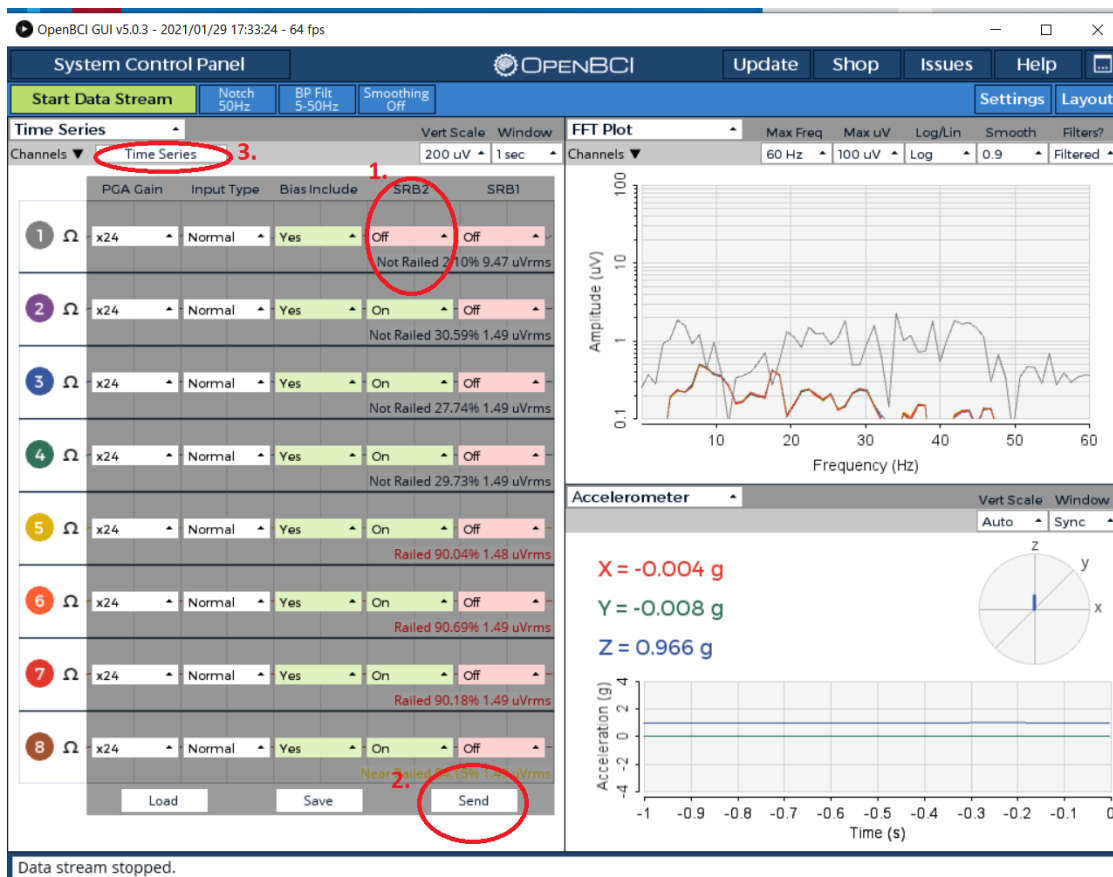 OpenBCI GUI v5.0.3 - 2021/01/29 17:33:24 - 64 fps
System Control Panel OPENBCI Update Shop Issues Help
Start Data Stream Notch 50Hz BP Filt 5-50Hz Smoothing Off Settings Layout
Time Series
Vert Scale Window
Channels ▼ Time Series 3. 200 uV 1 sec
1.
PGA Gain Input Type Bias Include SRB2 SRB1
1 Ω x24 Normal Yes Off Off
Not Railed 2.10% 9.47 uVrms
2 Ω x24 Normal Yes On Off
Not Railed 30.59% 1.49 uVrms
3 Ω x24 Normal Yes On Off
Not Railed 27.74% 1.49 uVrms
4 Ω x24 Normal Yes On Off
Not Railed 29.73% 1.49 uVrms
5 Ω x24 Normal Yes On Off
Railed 90.04% 1.48 uVrms
6 Ω x24 Normal Yes On Off
Railed 90.69% 1.49 uVrms
7 Ω x24 Normal Yes On Off
Railed 90.18% 1.49 uVrms
8 Ω x24 Normal Yes On Off
Near Railed uVrms
2.
Load Save Send
FFT Plot Max Freq Max uV Log/Lin Smooth Filters?
Channels ▼ 60 Hz 100 uV Log 0.9 Filtered
100
10
1
0.1
Amplitude (uV)
10 20 30 40 50 60
Frequency (Hz)
Accelerometer
Vert Scale Window
Auto Sync
X = -0.004 g
Y = -0.008 g
Z = 0.966 g
z
y
x
4
2
0
-2
-4
Acceleration (g)
-1 -0.9 -0.8 -0.7 -0.6 -0.5 -0.4 -0.3 -0.2 -0.1 0
Time (s)
Data stream stopped.